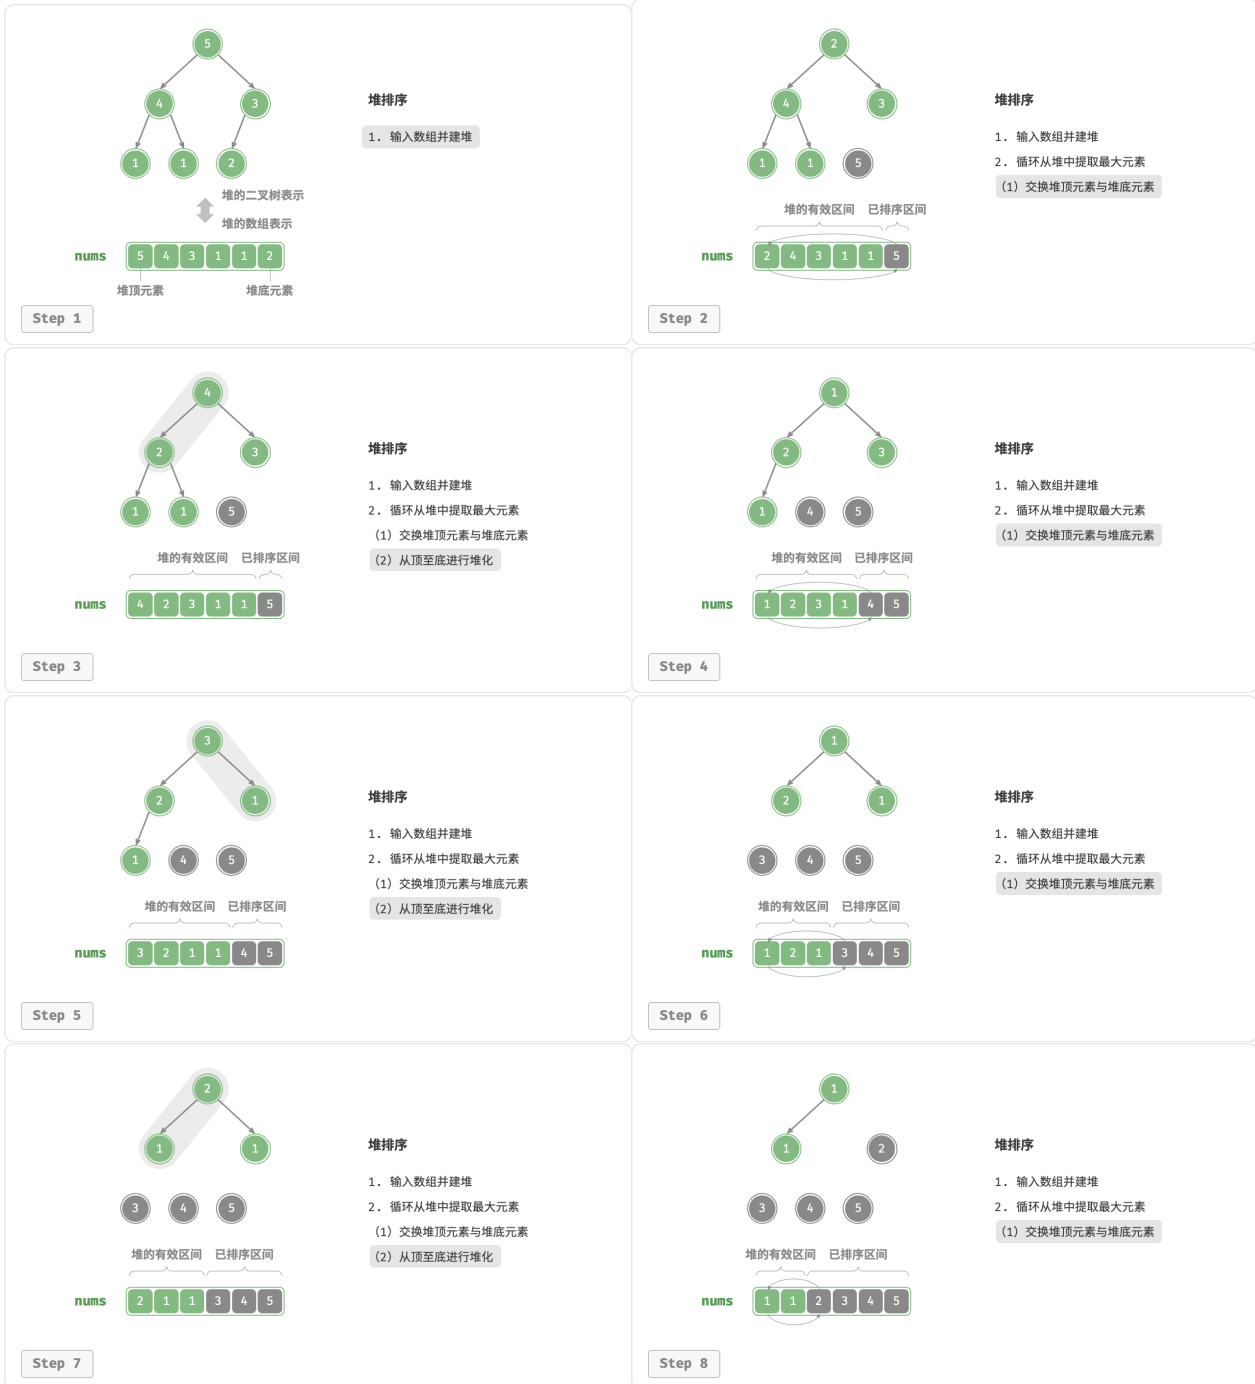 5
堆排序
4
3
1. 输入数组并建堆
1
1
2
堆的二叉树表示
堆的数组表示
nums
5 4 3 1 1 2
堆顶元素
堆底元素
Step 1
2
堆排序
4
3
1. 输入数组并建堆
1
1
5
2. 循环从堆中提取最大元素
(1) 交换堆顶元素与堆底元素
堆的有效区间
已排序区间
nums
2 4 3 1 1 5
Step 2
4
堆排序
2
3
1. 输入数组并建堆
1
1
5
2. 循环从堆中提取最大元素
(1) 交换堆顶元素与堆底元素
(2) 从顶至底进行堆化
堆的有效区间
已排序区间
nums
4 2 3 1 1 5
Step 3
1
堆排序
2
3
1. 输入数组并建堆
1
4
5
2. 循环从堆中提取最大元素
(1) 交换堆顶元素与堆底元素
堆的有效区间
已排序区间
nums
1 2 3 1 4 5
Step 4
3
堆排序
2
1
1. 输入数组并建堆
1
4
5
2. 循环从堆中提取最大元素
(1) 交换堆顶元素与堆底元素
(2) 从顶至底进行堆化
堆的有效区间
已排序区间
nums
3 2 1 1 4 5
Step 5
1
堆排序
2
1
1. 输入数组并建堆
3
4
5
2. 循环从堆中提取最大元素
(1) 交换堆顶元素与堆底元素
堆的有效区间
已排序区间
nums
1 2 1 3 4 5
Step 6
2
堆排序
1
1
1. 输入数组并建堆
3
4
5
2. 循环从堆中提取最大元素
(1) 交换堆顶元素与堆底元素
(2) 从顶至底进行堆化
堆的有效区间
已排序区间
nums
2 1 1 3 4 5
Step 7
1
堆排序
1
2
1. 输入数组并建堆
3
4
5
2. 循环从堆中提取最大元素
(1) 交换堆顶元素与堆底元素
堆的有效区间
已排序区间
nums
1 1 2 3 4 5
Step 8